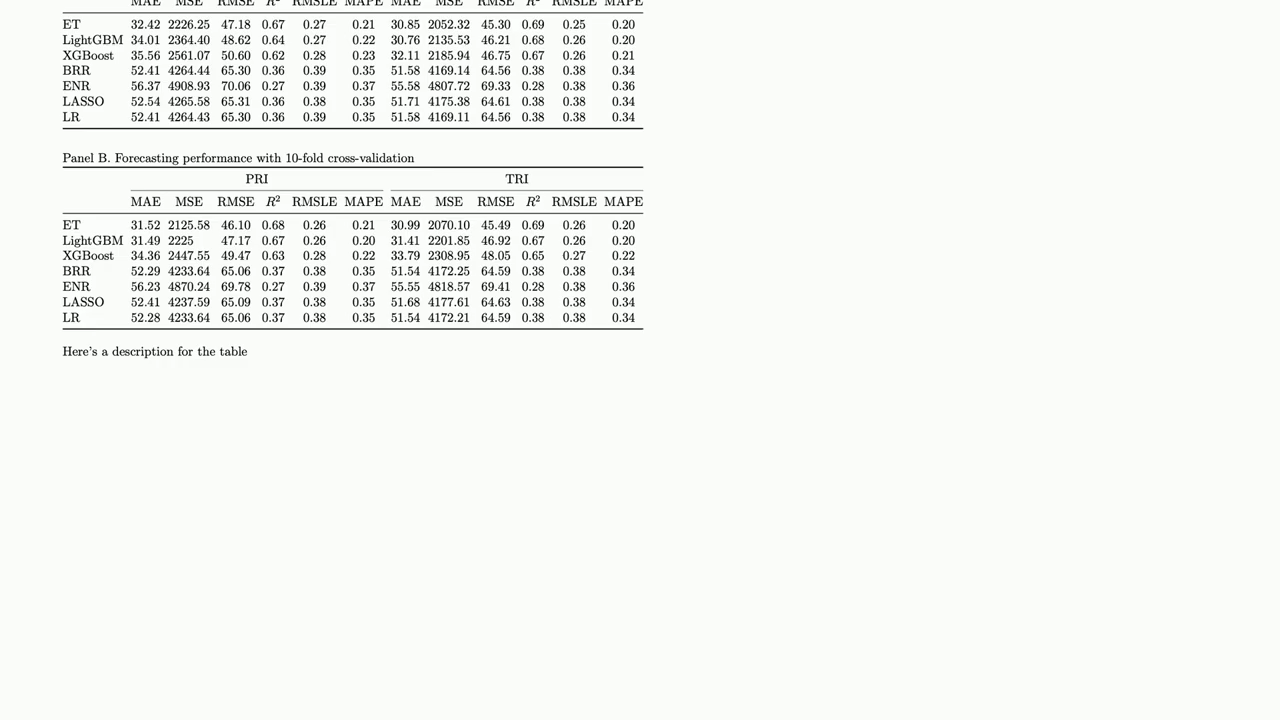 MAE MSE RMSE R² RMSLE MAPE MAE MSE RMSE R² RMSLE MAPE
ET 32.42 2226.25 47.18 0.67 0.27 0.21 30.85 2052.32 45.30 0.69 0.25 0.20
LightGBM 34.01 2364.40 48.62 0.64 0.27 0.22 30.76 2135.53 46.21 0.68 0.26 0.20
XGBoost 35.56 2561.07 50.60 0.62 0.28 0.23 32.11 2185.94 46.75 0.67 0.26 0.21
BRR 52.41 4264.44 65.30 0.36 0.39 0.35 51.58 4169.14 64.56 0.38 0.38 0.34
ENR 56.37 4908.93 70.06 0.27 0.39 0.37 55.58 4807.72 69.33 0.28 0.38 0.36
LASSO 52.54 4265.58 65.31 0.36 0.38 0.35 51.71 4175.38 64.61 0.38 0.38 0.34
LR 52.41 4264.43 65.30 0.36 0.39 0.35 51.58 4169.11 64.56 0.38 0.38 0.34
Panel B. Forecasting performance with 10-fold cross-validation
PRI TRI
MAE MSE RMSE R² RMSLE MAPE MAE MSE RMSE R² RMSLE MAPE
ET 31.52 2125.58 46.10 0.68 0.26 0.21 30.99 2070.10 45.49 0.69 0.26 0.20
LightGBM 31.49 2225 47.17 0.67 0.26 0.20 31.41 2201.85 46.92 0.67 0.26 0.20
XGBoost 34.36 2447.55 49.47 0.63 0.28 0.22 33.79 2308.95 48.05 0.65 0.27 0.22
BRR 52.29 4233.64 65.06 0.37 0.38 0.35 51.54 4172.25 64.59 0.38 0.38 0.34
ENR 56.23 4870.24 69.78 0.27 0.39 0.37 55.55 4818.57 69.41 0.28 0.38 0.36
LASSO 52.41 4237.59 65.09 0.37 0.38 0.35 51.68 4177.61 64.63 0.38 0.38 0.34
LR 52.28 4233.64 65.06 0.37 0.38 0.35 51.54 4172.21 64.59 0.38 0.38 0.34
Here's a description for the table